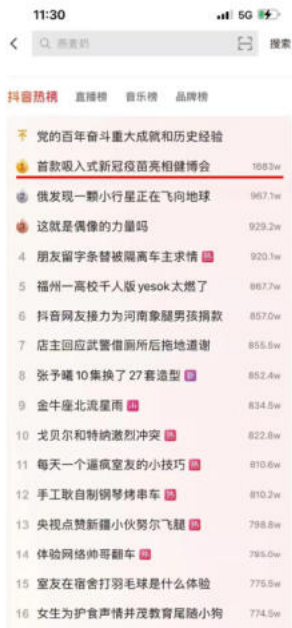 11:30
5G
燕麦奶
搜索
抖音热榜 直播榜 音乐榜 品牌榜
党的百年奋斗重大成就和历史经验
首款吸入式新冠疫苗亮相健博会 1683w
俄发现一颗小行星正在飞向地球 967.1w
这就是偶像的力量吗 929.2w
4 朋友留字条替被隔离车主求情 热 920.1w
5 福州一高校千人版yesok太燃了 867.7w
6 抖音网友接力为河南象腿男孩捐款 857.0w
7 店主回应武警借厕所后拖地道谢 855.5w
8 张予曦10集换了27套造型 新 852.4w
9 金牛座北流星雨 热 834.5w
10 戈贝尔和特纳激烈冲突 热 822.8w
11 每天一个逼疯室友的小技巧 热 810.6w
12 手工耿自制钢琴烤串车 热 810.2w
13 央视点赞新疆小伙努尔飞腿 热 798.8w
14 体验网络帅哥翻车 热 785.0w
15 室友在宿舍打羽毛球是什么体验 775.5w
16 女生为护食声情并茂教育尾随小狗 774.5w